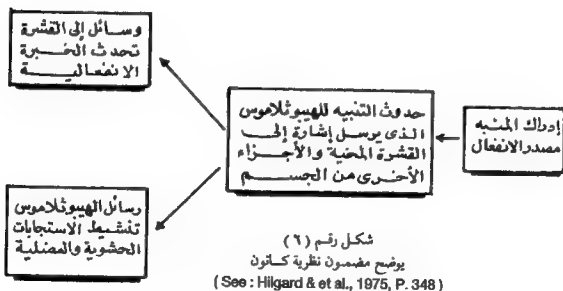 إدراك المنبه
مصدر الانفعال
حدوث التنبيه للهيبوثلاموس
الذى يرسل إشارة إلى
القشرة المخية والأجزاء
الأخرى من الجسم
وسائل إلى القشرة
تحدث الخبرة
الانفعالية
رسائل الهيبوثلاموس
تنشيط الاستجابات
الحشوية والعضلية
شكل رقم (٦)
يوضح مضمون نظرية كانون
(See : Hilgard & et al., 1975, P. 348)